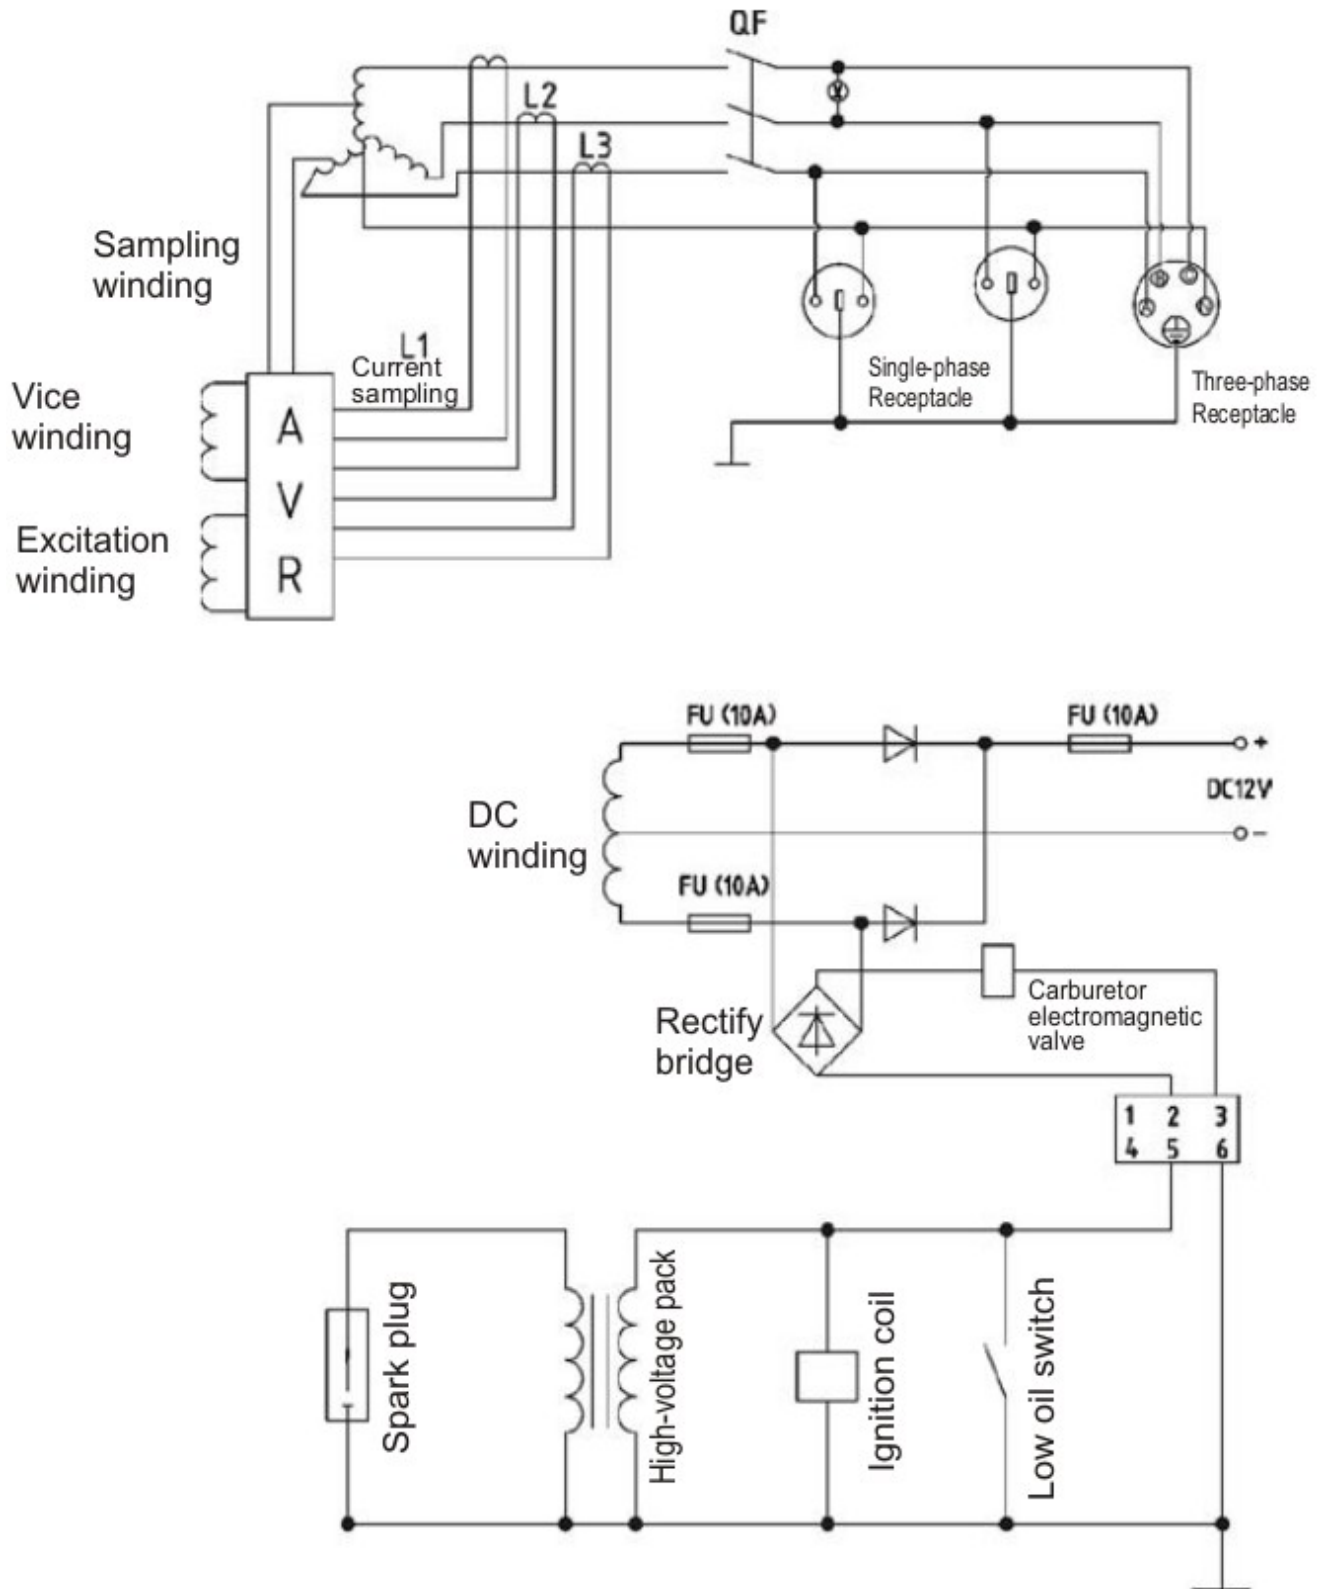 QF
L2
L3
Sampling
winding
L1
Current
sampling
Single-phase
Receptacle
Three-phase
Receptacle
Vice
winding
A
V
R
Excitation
winding
FU (10A)
FU (10A)
+
DC12V
−
DC
winding
FU (10A)
Rectify
bridge
Carburetor
electromagnetic
valve
1 2 3
4 5 6
Spark plug
High-voltage pack
Ignition coil
Low oil switch